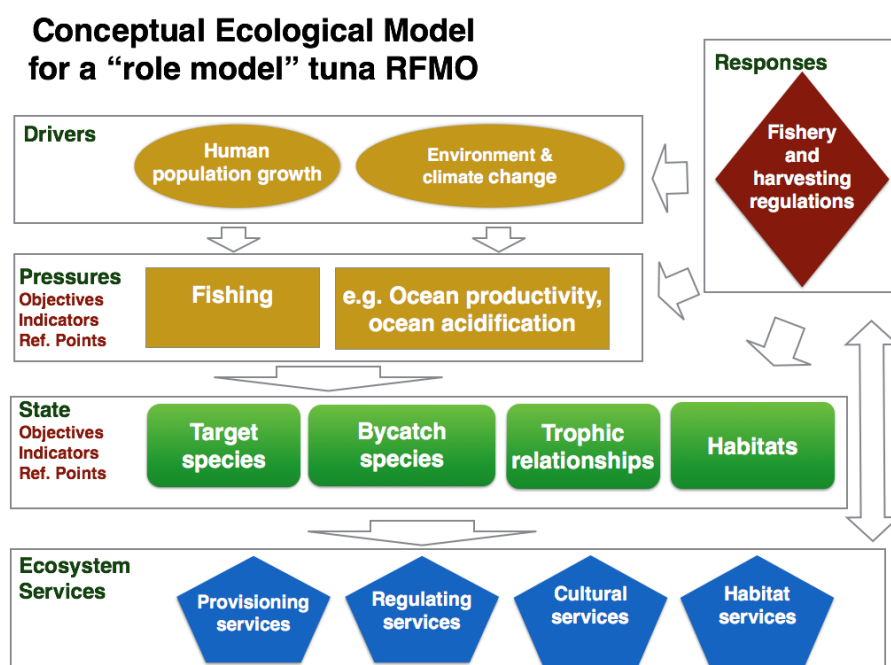 Conceptual Ecological Model
for a “role model” tuna RFMO
Responses
Fishery
and
harvesting
regulations
Drivers
Human
population growth
Environment &
climate change
Pressures
Objectives
Indicators
Ref. Points
Fishing
e.g. Ocean productivity,
ocean acidification
State
Objectives
Indicators
Ref. Points
Target
species
Bycatch
species
Trophic
relationships
Habitats
Ecosystem
Services
Provisioning
services
Regulating
services
Cultural
services
Habitat
services